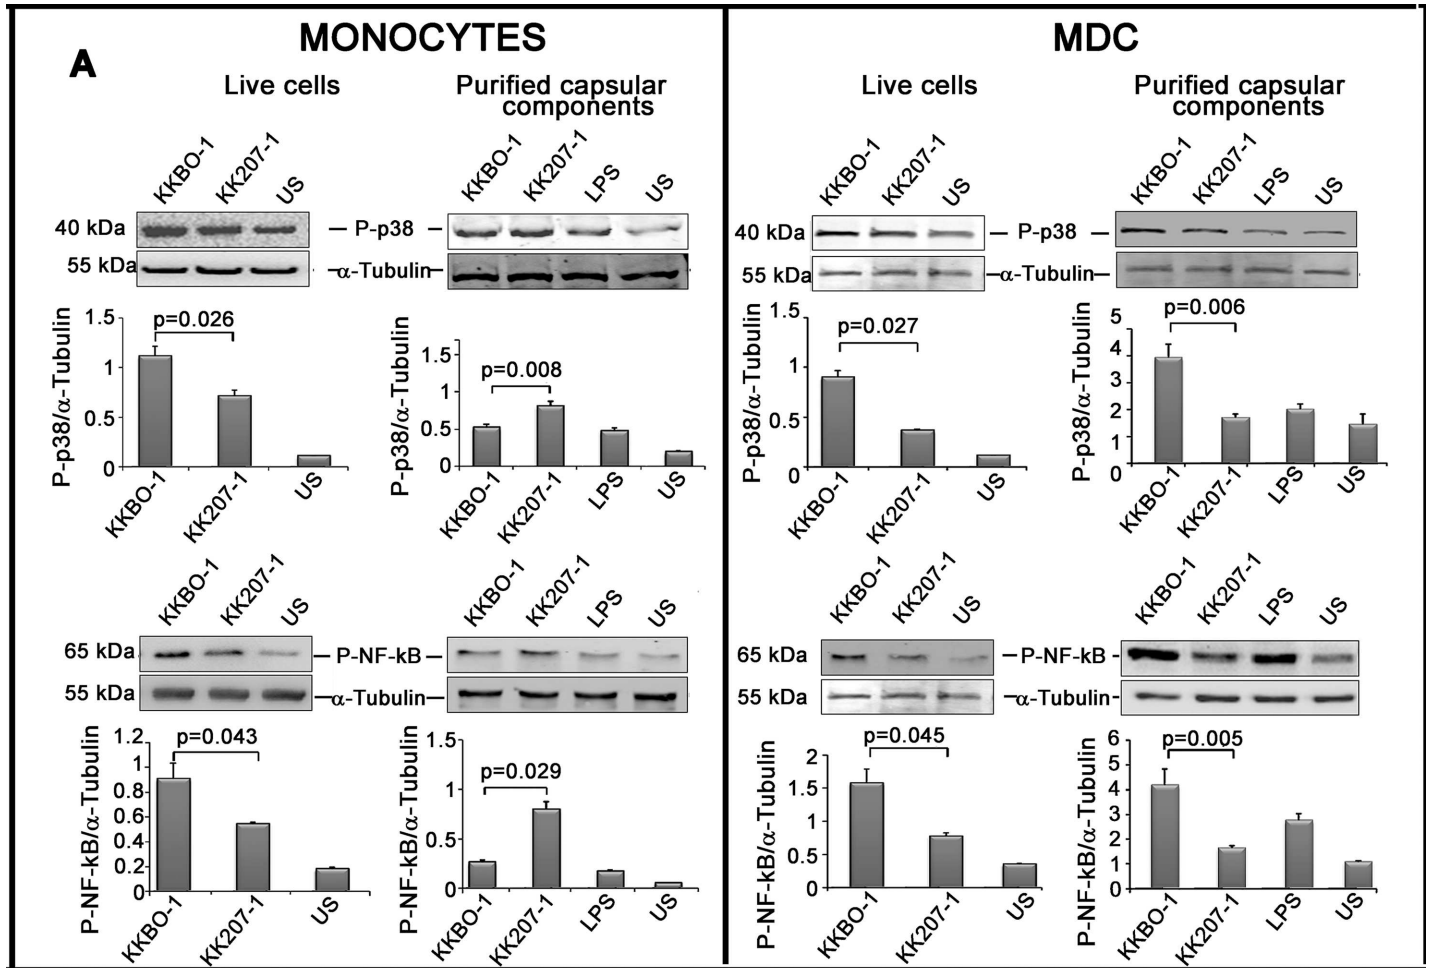 MONOCYTES
MDC
A
Live cells
Purified capsular
components
Live cells
Purified capsular
components
KKBO-1
KK207-1
US
KKBO-1
KK207-1
LPS
US
KKBO-1
KK207-1
US
KKBO-1
KK207-1
LPS
US
40 kDa
P-p38
40 kDa
P-p38
55 kDa
α-Tubulin
55 kDa
α-Tubulin
P-p38/α-Tubulin
1.5
1
0.5
0
p=0.026
KKBO-1
KK207-1
US
P-p38/α-Tubulin
1.5
1
0.5
0
p=0.008
KKBO-1
KK207-1
LPS
US
P-p38/α-Tubulin
1.5
1
0.5
0
p=0.027
KKBO-1
KK207-1
US
P-p38/α-Tubulin
5
4
3
2
1
0
p=0.006
KKBO-1
KK207-1
LPS
US
KKBO-1
KK207-1
US
KKBO-1
KK207-1
LPS
US
KKBO-1
KK207-1
US
KKBO-1
KK207-1
LPS
US
65 kDa
P-NF-kB
65 kDa
P-NF-kB
55 kDa
α-Tubulin
55 kDa
α-Tubulin
P-NF-kB/α-Tubulin
1.2
1
0.8
0.6
0.4
0.2
0
p=0.043
KKBO-1
KK207-1
US
P-NF-kB/α-Tubulin
1.5
1
0.5
0
p=0.029
KKBO-1
KK207-1
LPS
US
P-NF-kB/α-Tubulin
2
1.5
1
0.5
0
p=0.045
KKBO-1
KK207-1
US
P-NF-kB/α-Tubulin
6
5
4
3
2
1
0
p=0.005
KKBO-1
KK207-1
LPS
US